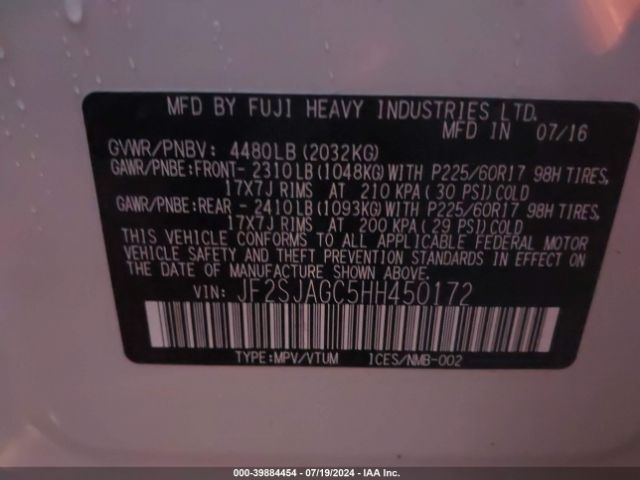 MFD BY FUJI HEAVY INDUSTRIES LTD.
MFD IN 07/16
GVWR/PNBV: 4480LB (2032KG)
GAWR/PNBE:FRONT- 2310LB (1048KG) WITH P225/60R17 98H TIRES,
17X7J RIMS AT 210 KPA ( 30 PSI) COLD
GAWR/PNBE:REAR - 2410LB (1093KG) WITH P225/60R17 98H TIRES,
17X7J RIMS AT 200 KPA ( 29 PSI) COLD
THIS VEHICLE CONFORMS TO ALL APPLICABLE FEDERAL MOTOR
VEHICLE SAFETY AND THEFT PREVENTION STANDARDS IN EFFECT
ON THE DATE OF MANUFACTURE SHOWN ABOVE.
VIN: JF2SJAGC5HH450172
TYPE:MPV/VTUM 1CES/NMB-002
000-39884454 - 07/19/2024 - IAAI.COM